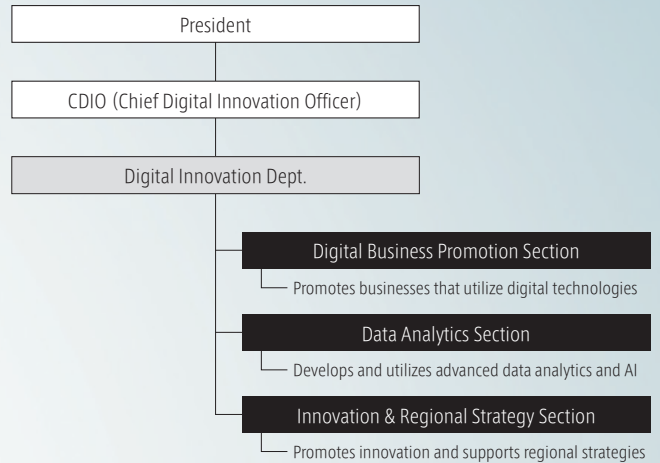 President
CDIO (Chief Digital Innovation Officer)
Digital Innovation Dept.
Digital Business Promotion Section
Promotes businesses that utilize digital technologies
Data Analytics Section
Develops and utilizes advanced data analytics and AI
Innovation & Regional Strategy Section
Promotes innovation and supports regional strategies